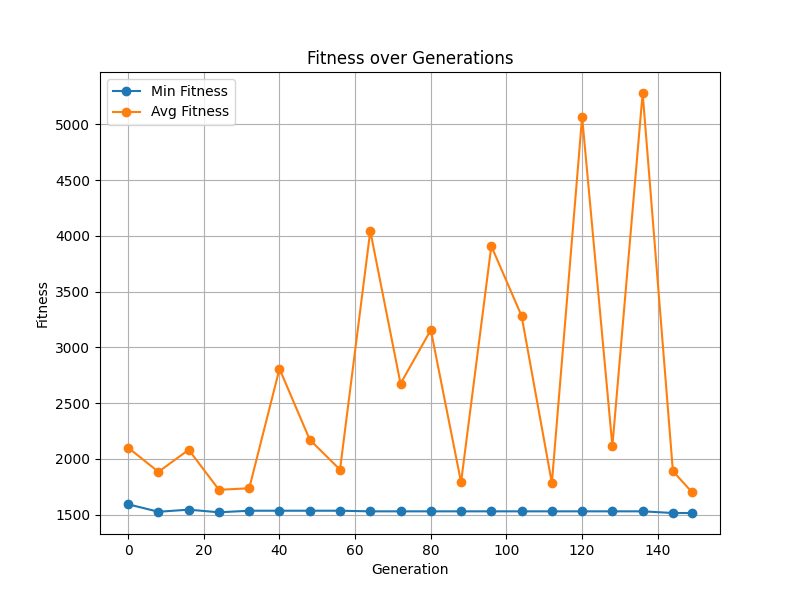 Fitness over Generations
Min Fitness
Avg Fitness
5000
4500
4000
3500
3000
2500
2000
1500
Fitness
0 20 40 60 80 100 120 140
Generation